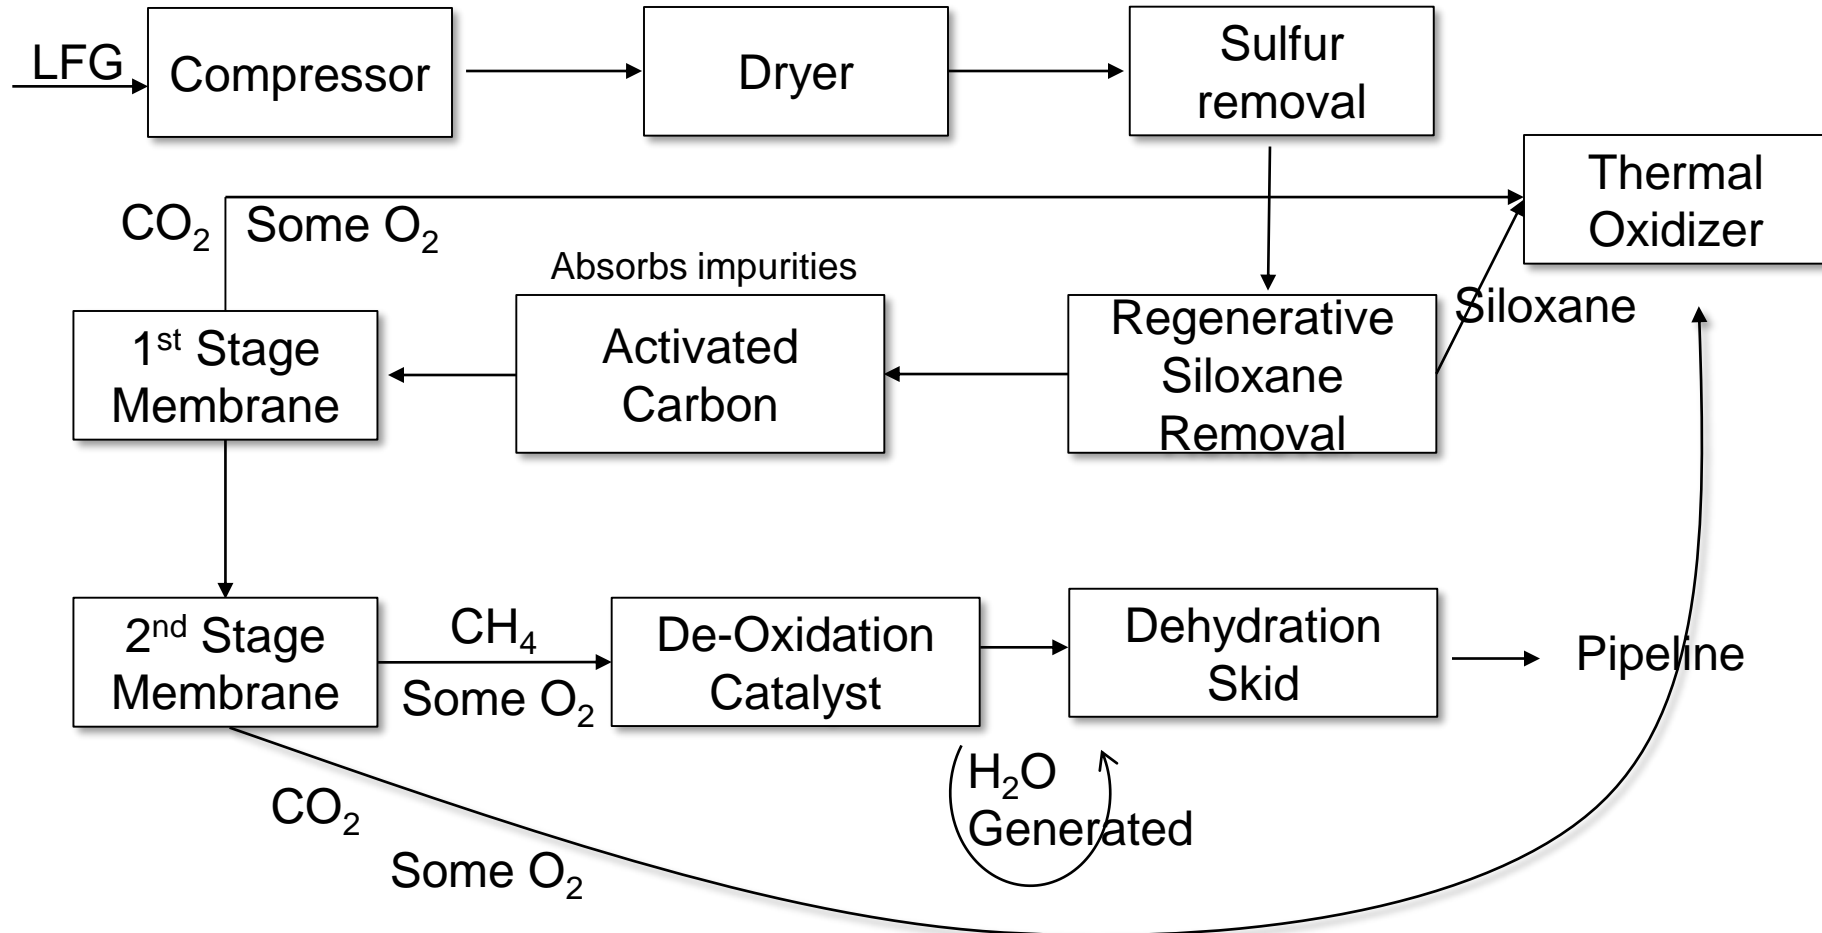 LFG
Compressor
Dryer
Sulfur
removal
Thermal
Oxidizer
CO₂
Some O₂
Absorbs impurities
1st Stage
Membrane
Activated
Carbon
Regenerative
Siloxane
Removal
Siloxane
2nd Stage
Membrane
CH₄
Some O₂
De-Oxidation
Catalyst
Dehydration
Skid
Pipeline
H₂O
Generated
CO₂
Some O₂